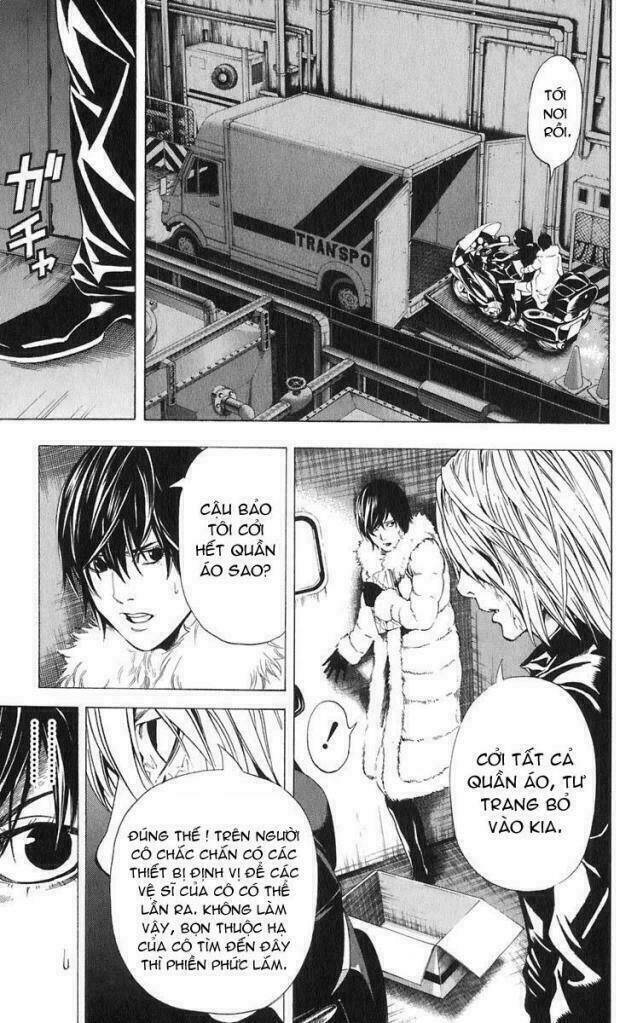 TỚI
NƠI
RỒI.
TRANSPO
ガチャ
CỞI TẤT CẢ
QUẦN ÁO, TƯ
TRANG BỎ
VÀO KIA.
!
CẬU BẢO
TÔI CỞI
HẾT QUẦN
ÁO SAO?
ĐÚNG THẾ ! TRÊN NGƯỜI
CÔ CHẮC CHẮN CÓ CÁC
THIẾT BỊ ĐỊNH VỊ ĐỂ CÁC
VỆ SĨ CỦA CÔ CÓ THỂ
LẦN RA. KHÔNG LÀM
VẬY, BỌN THUỘC HẠ
CỦA CÔ TÌM ĐẾN ĐÂY
THÌ PHIỀN PHỨC LẮM.